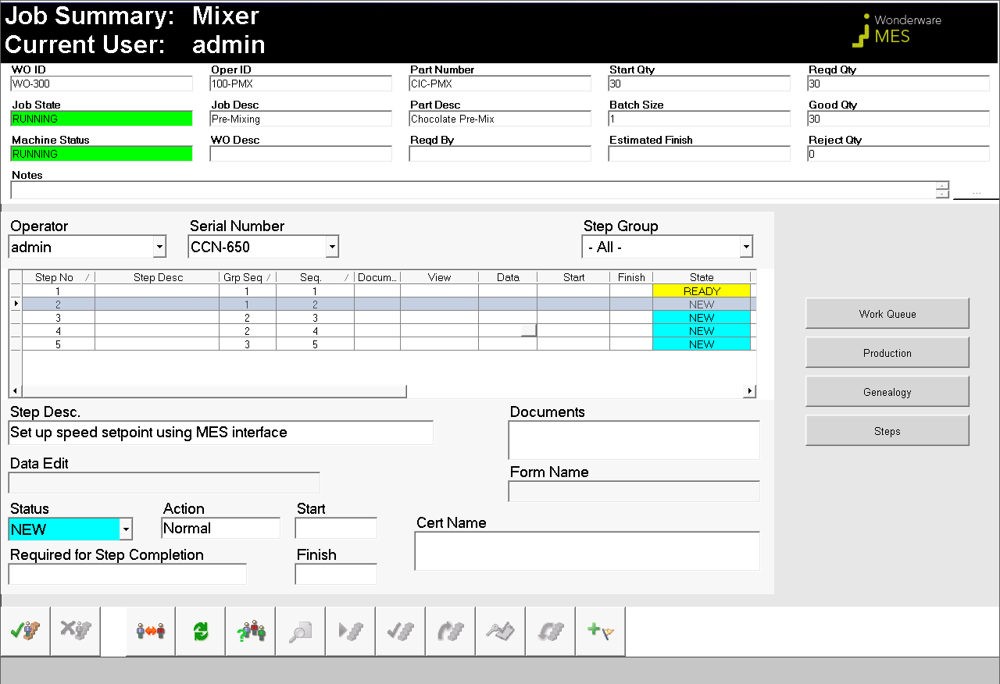 Job Summary: Mixer
Current User: admin
Wonderware
MES
WO ID Oper ID Part Number Start Qty Reqd Qty
WO-300 100-PMX CIC-PMX 30 30
Job State Job Desc Part Desc Batch Size Good Qty
RUNNING Pre-Mixing Chocolate Pre-Mix 1 30
Machine Status WO Desc Reqd By Estimated Finish Reject Qty
RUNNING 0
Notes
...
Operator Serial Number Step Group
admin CCN-650 - All -
Step No / Step Desc Grp Seq / Seq. / Docum... View Data Start Finish State
1 1 1 READY
2 1 2 NEW
3 2 3 NEW
4 2 4 NEW
5 3 5 NEW
Work Queue
Production
Genealogy
Steps
Step Desc. Documents
Set up speed setpoint using MES interface
Data Edit
Form Name
Status Action Start
NEW Normal
Cert Name
Required for Step Completion Finish